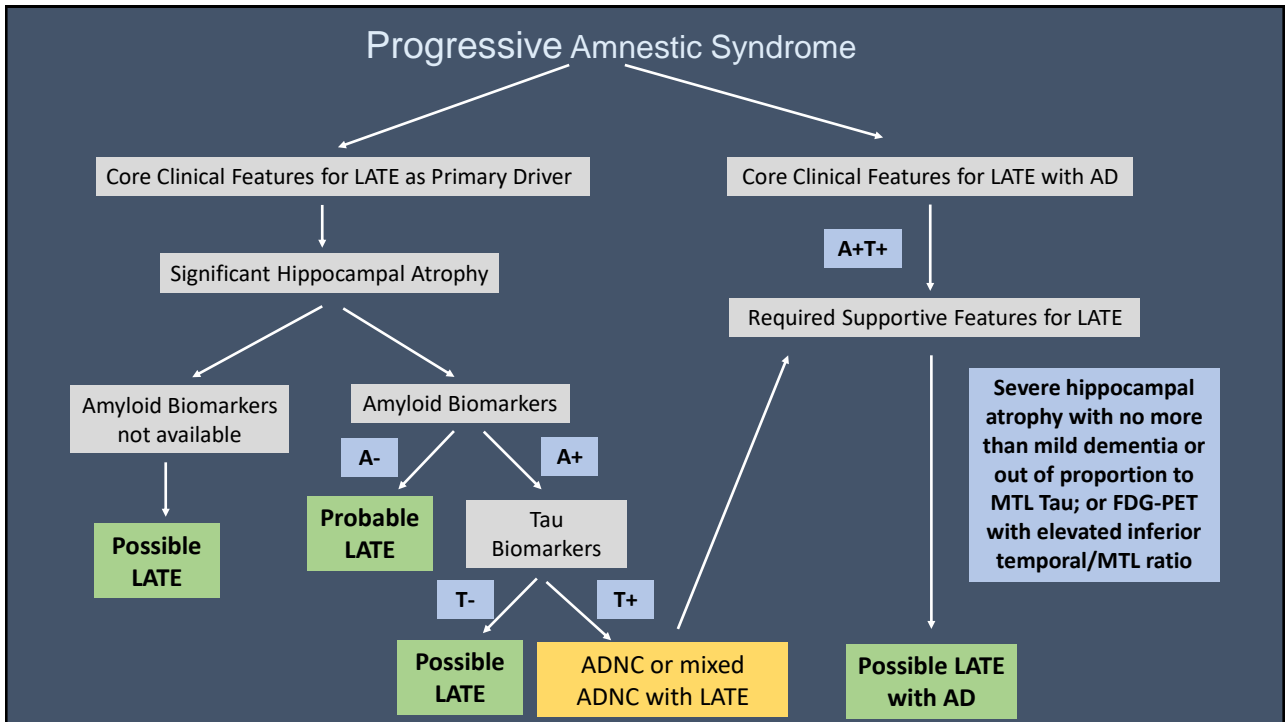 Progressive Amnestic Syndrome
Core Clinical Features for LATE as Primary Driver
Core Clinical Features for LATE with AD
A+T+
Significant Hippocampal Atrophy
Required Supportive Features for LATE
Amyloid Biomarkers
not available
Amyloid Biomarkers
Severe hippocampal
atrophy with no more
than mild dementia or
out of proportion to
MTL Tau; or FDG-PET
with elevated inferior
temporal/MTL ratio
A-
A+
Possible
LATE
Probable
LATE
Tau
Biomarkers
T-
T+
Possible
LATE
ADNC or mixed
ADNC with LATE
Possible LATE
with AD